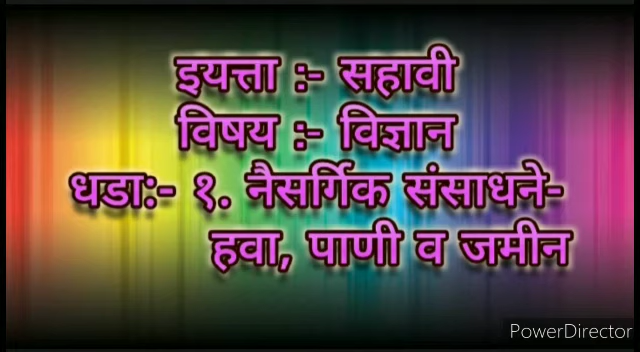 इयत्ता :- सहावी
विषय :- विज्ञान
धडा:- १. नैसर्गिक संसाधने-
हवा, पाणी व जमीन
PowerDirector